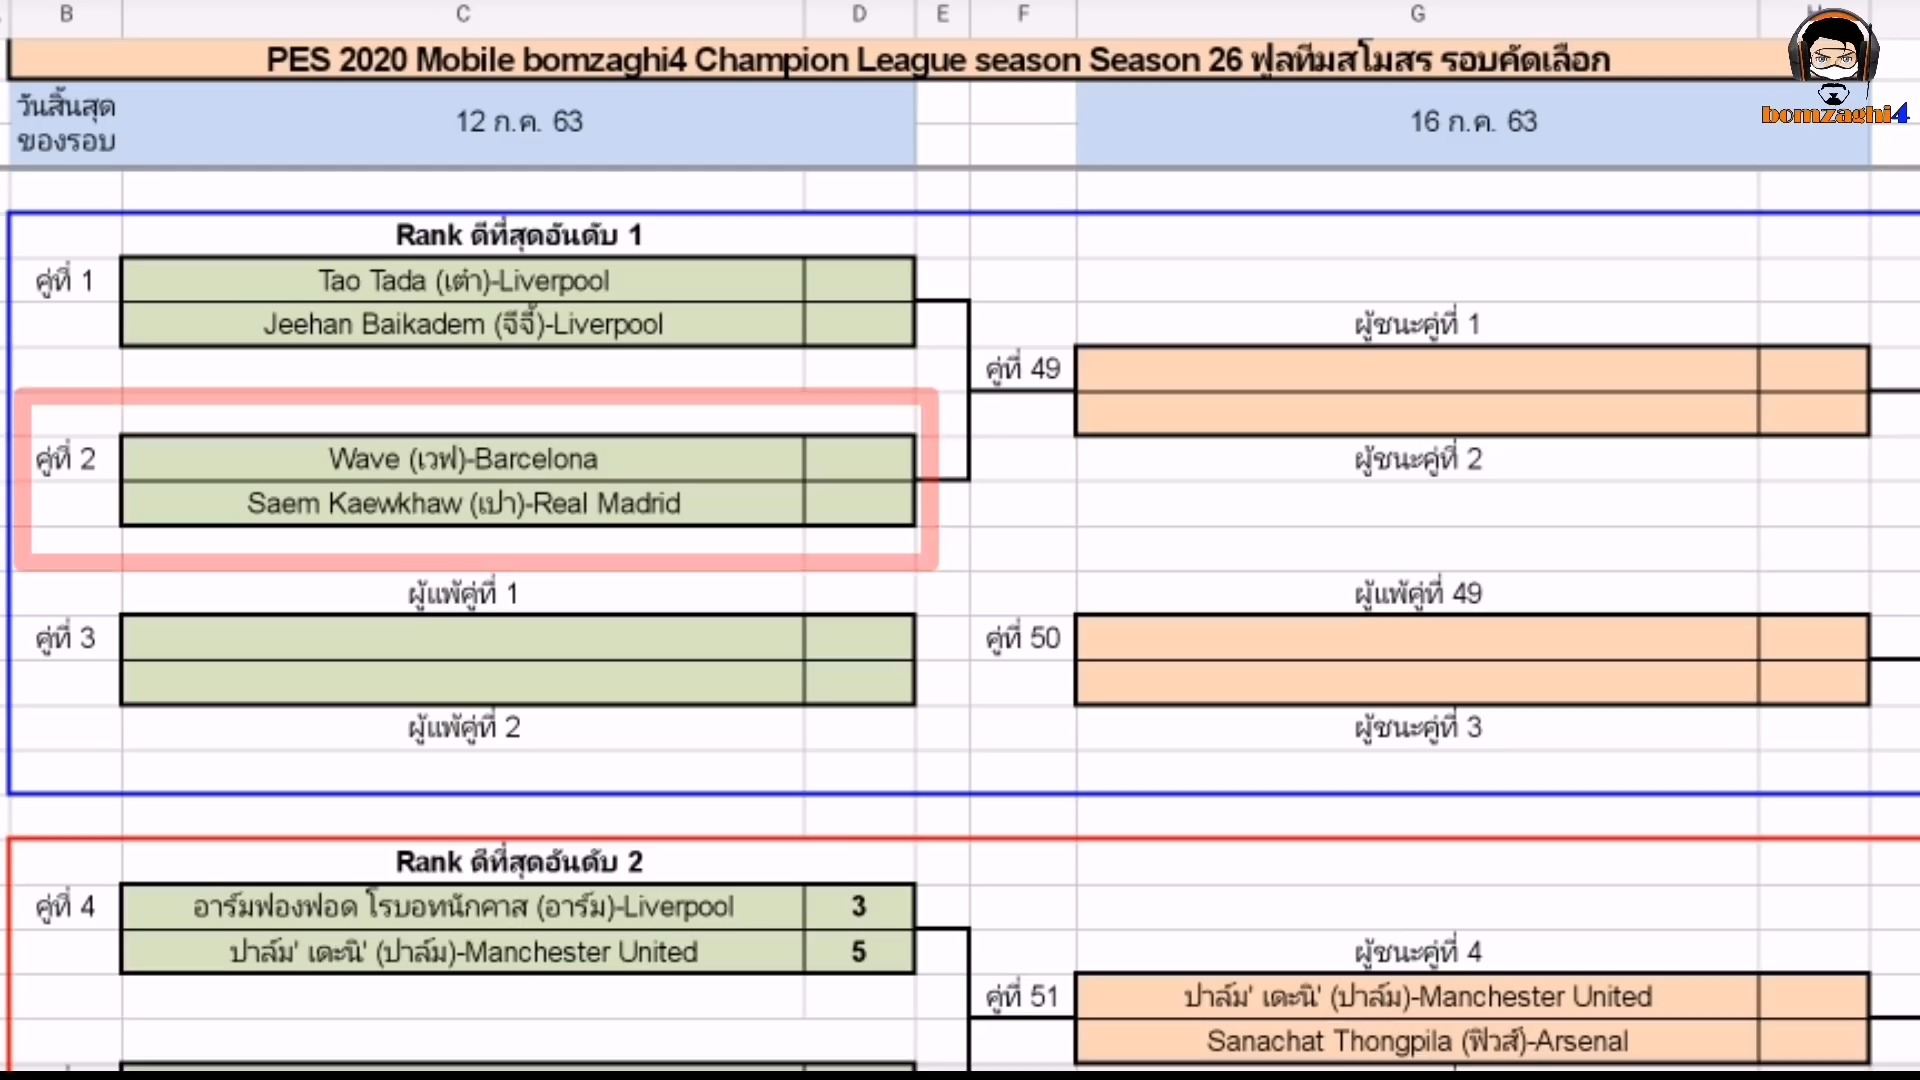 B C D E F G H
PES 2020 Mobile bomzaghi4 Champion League season Season 26 ฟูลทีมสโมสร รอบคัดเลือก
bomzaghi4
วันสิ้นสุด
ของรอบ
12 ก.ค. 63
16 ก.ค. 63
Rank ดีที่สุดอันดับ 1
คู่ที่ 1
Tao Tada (เต๋า)-Liverpool
Jeehan Baikadem (จีจี้)-Liverpool
ผู้ชนะคู่ที่ 1
คู่ที่ 49
คู่ที่ 2
Wave (เวฟ)-Barcelona
Saem Kaewkhaw (เปา)-Real Madrid
ผู้ชนะคู่ที่ 2
ผู้แพ้คู่ที่ 1
ผู้แพ้คู่ที่ 49
คู่ที่ 3
คู่ที่ 50
ผู้แพ้คู่ที่ 2
ผู้ชนะคู่ที่ 3
Rank ดีที่สุดอันดับ 2
คู่ที่ 4
อาร์มฟองฟอด โรบอทนักคาส (อาร์ม)-Liverpool 3
ปาล์ม' เดะนิ' (ปาล์ม)-Manchester United 5
ผู้ชนะคู่ที่ 4
คู่ที่ 51
ปาล์ม' เดะนิ' (ปาล์ม)-Manchester United
Sanachat Thongpila (ฟิวส์)-Arsenal